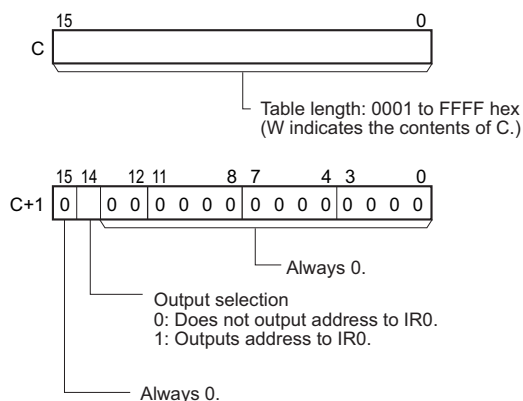 15 0
C
Table length: 0001 to FFFF hex
(W indicates the contents of C.)
15 14 12 11 8 7 4 3 0
C+1 0 0 0 0 0 0 0 0 0 0 0 0 0 0 0
Always 0.
Output selection
0: Does not output address to IR0.
1: Outputs address to IR0.
Always 0.